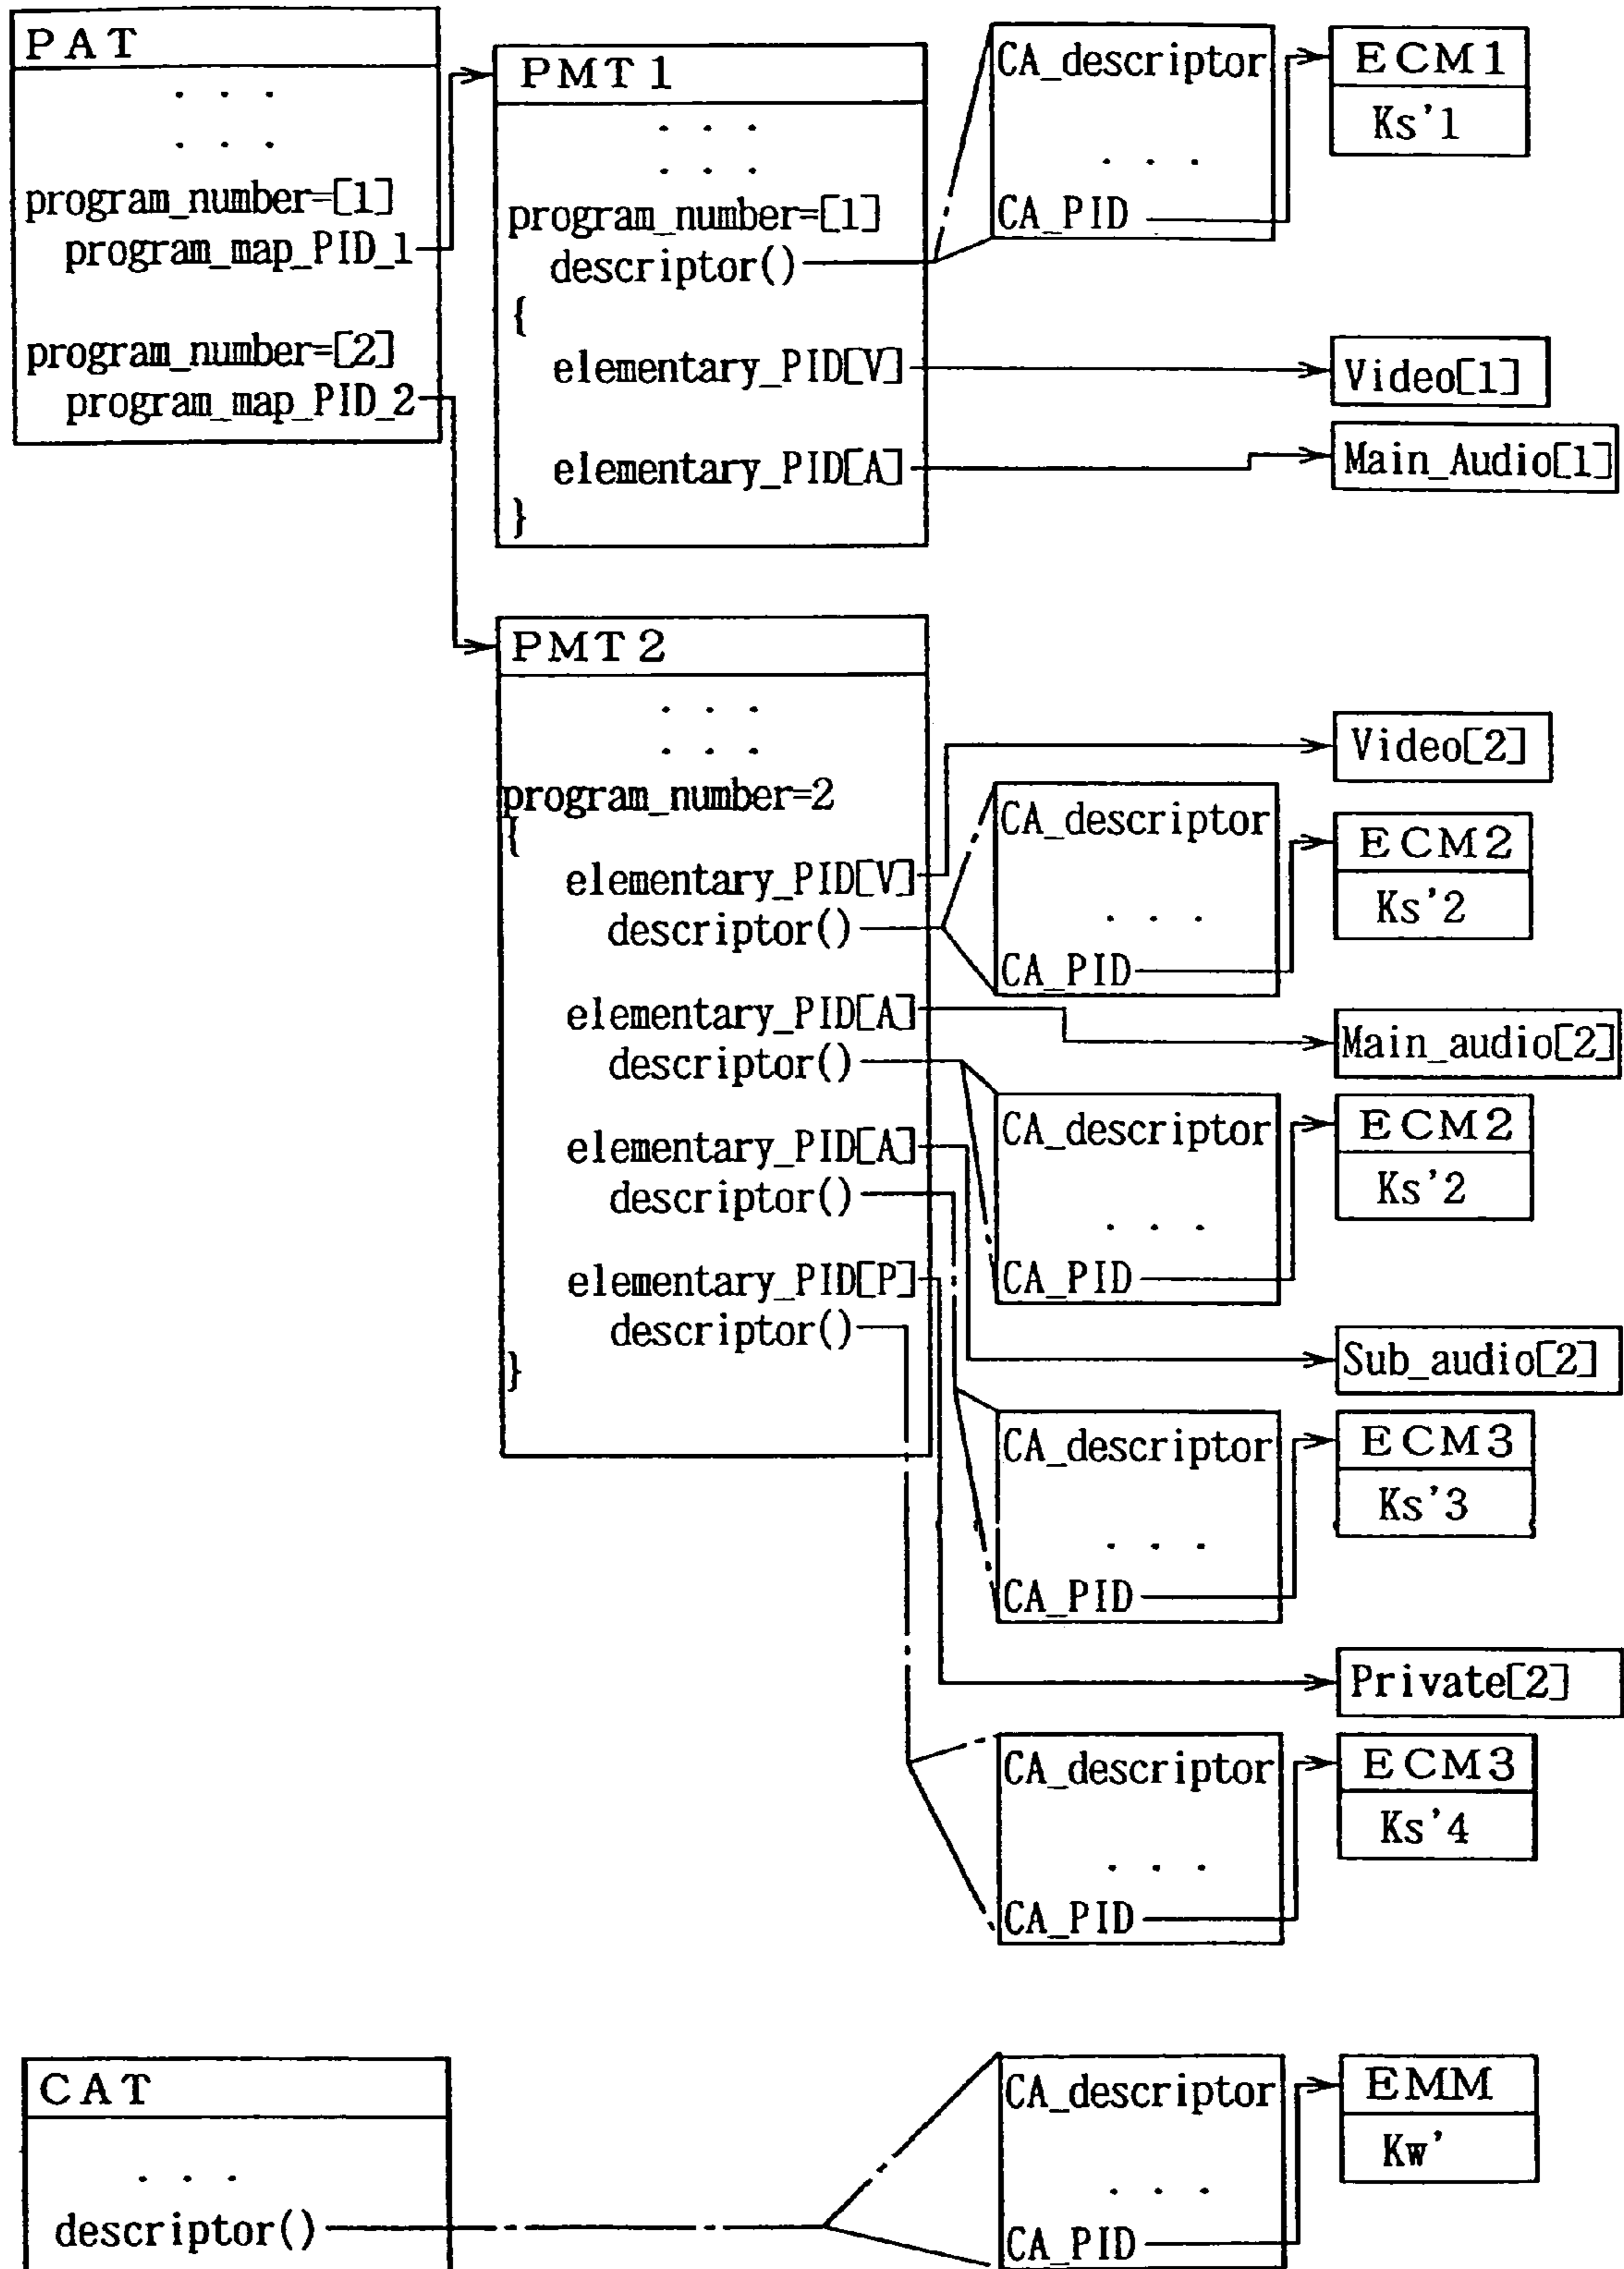 PAT
. . .
. . .
program_number=[1]
program_map_PID_1
program_number=[2]
program_map_PID_2
PMT1
. . .
. . .
program_number=[1]
descriptor()
{
elementary_PID[V]
elementary_PID[A]
}
CA_descriptor
. . .
CA_PID
ECM1
Ks'1
Video[1]
Main_Audio[1]
PMT2
. . .
. . .
program_number=2
{
elementary_PID[V]
descriptor()
elementary_PID[A]
descriptor()
elementary_PID[A]
descriptor()
elementary_PID[P]
descriptor()
}
Video[2]
CA_descriptor
. . .
CA_PID
ECM2
Ks'2
Main_audio[2]
CA_descriptor
. . .
CA_PID
ECM2
Ks'2
Sub_audio[2]
CA_descriptor
. . .
CA_PID
ECM3
Ks'3
Private[2]
CA_descriptor
. . .
CA_PID
ECM3
Ks'4
CAT
. . .
descriptor()
CA_descriptor
. . .
CA_PID
EMM
Kw'